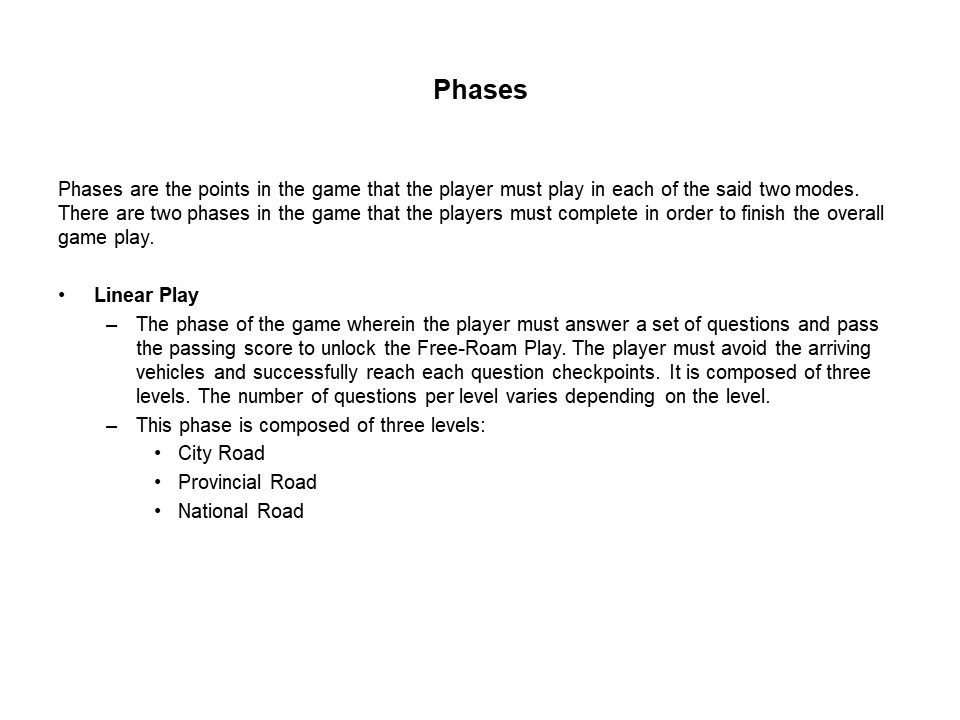 Phases
Phases are the points in the game that the player must play in each of the said two modes.
There are two phases in the game that the players must complete in order to finish the overall
game play.
• Linear Play
– The phase of the game wherein the player must answer a set of questions and pass
the passing score to unlock the Free-Roam Play. The player must avoid the arriving
vehicles and successfully reach each question checkpoints. It is composed of three
levels. The number of questions per level varies depending on the level.
– This phase is composed of three levels:
• City Road
• Provincial Road
• National Road